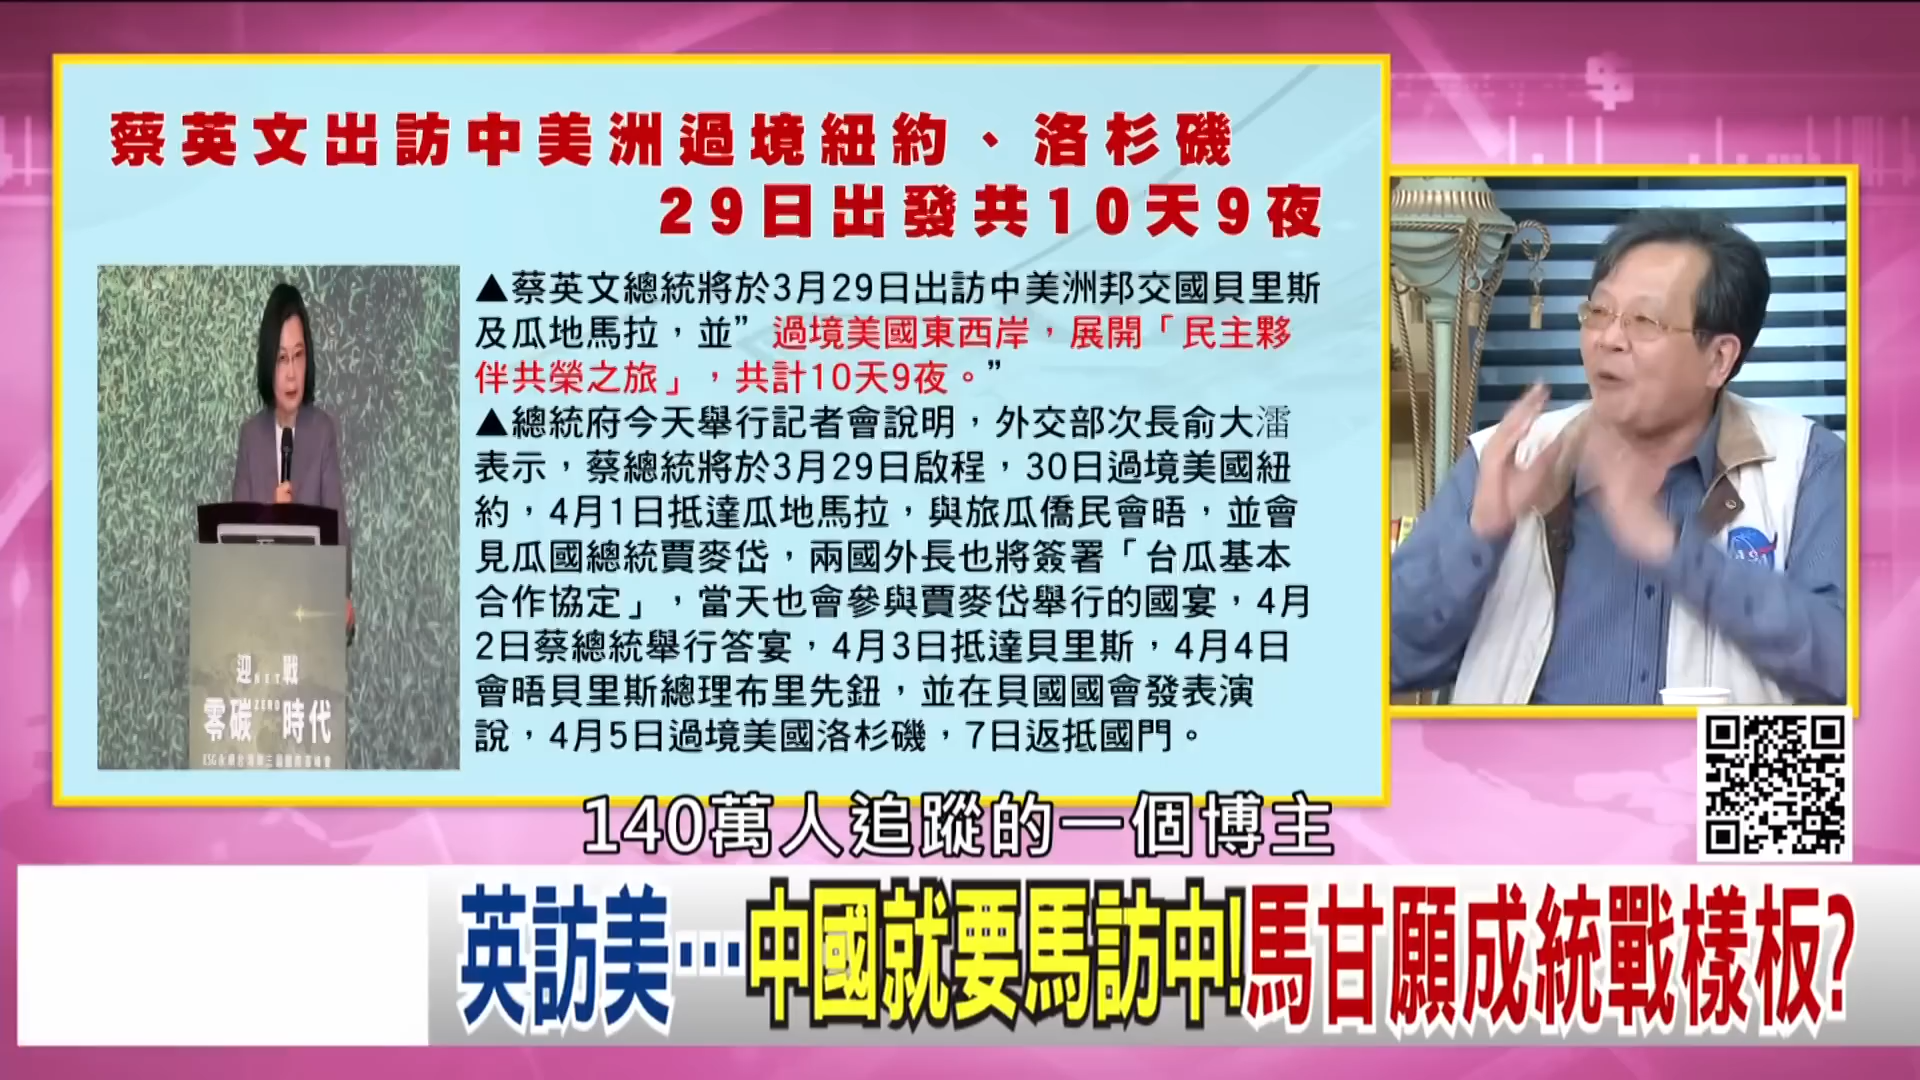 蔡英文出訪中美洲過境紐約、洛杉磯
29日出發共10天9夜
▲蔡英文總統將於3月29日出訪中美洲邦交國貝里斯
及瓜地馬拉，並”過境美國東西岸，展開「民主夥
伴共榮之旅」，共計10天9夜。”
▲總統府今天舉行記者會說明，外交部次長俞大㵢
表示，蔡總統將於3月29日啟程，30日過境美國紐
約，4月1日抵達瓜地馬拉，與旅瓜僑民會晤，並會
見瓜國總統賈麥岱，兩國外長也將簽署「台瓜基本
合作協定」，當天也會參與賈麥岱舉行的國宴，4月
2日蔡總統舉行答宴，4月3日抵達貝里斯，4月4日
會晤貝里斯總理布里先鈕，並在貝國國會發表演
說，4月5日過境美國洛杉磯，7日返抵國門。
迎 戰
NET ZERO
零碳 時代
140萬人追蹤的一個博主
英訪美…中國就要馬訪中!馬甘願成統戰樣板?